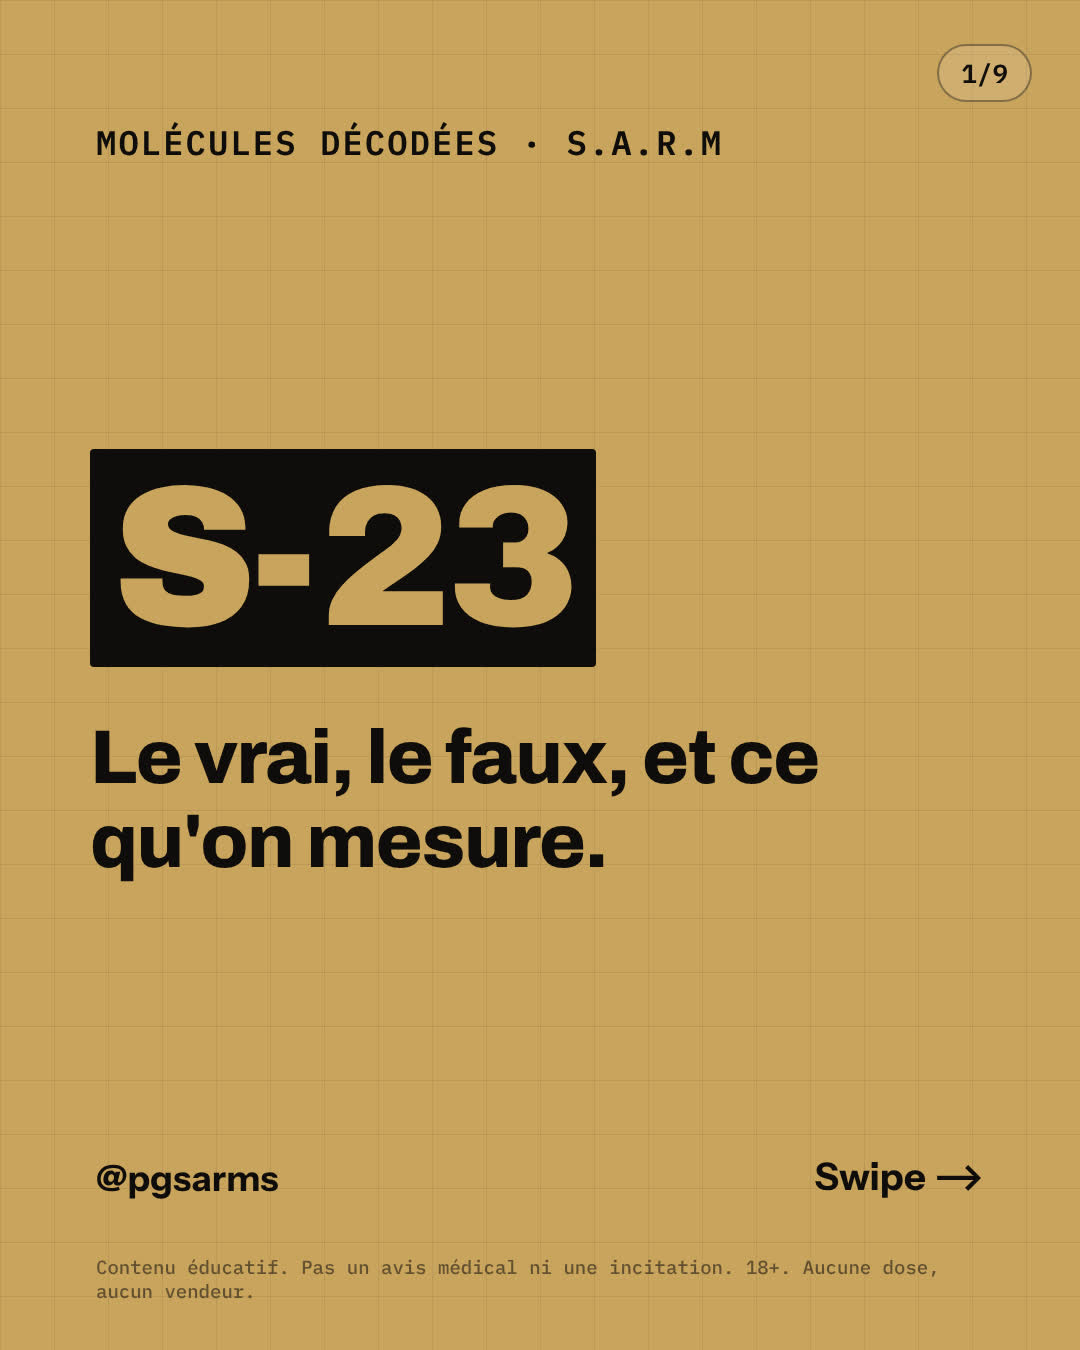 1/9
MOLÉCULES DÉCODÉES · S.A.R.M
S-23
Le vrai, le faux, et ce
qu'on mesure.
@pgsarms
Swipe →
Contenu éducatif. Pas un avis médical ni une incitation. 18+. Aucune dose,
aucun vendeur.